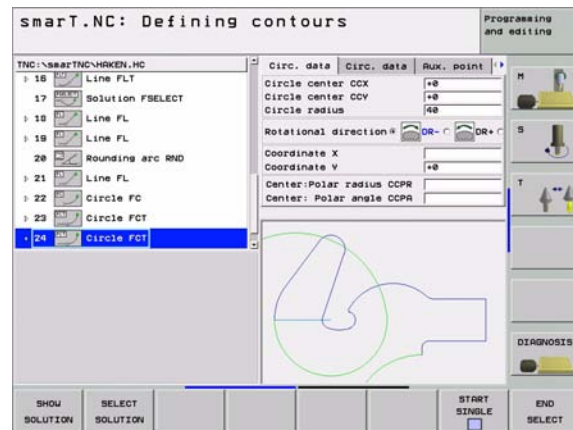 smarT.NC: Defining contours
Programming
and editing
TNC:\smarTNC\HAKEN.HC
16 Line FLT
17 Solution FSELECT
18 Line FL
19 Line FL
20 Rounding arc RND
21 Line FL
22 Circle FC
23 Circle FCT
24 Circle FCT
Circ. data Circ. data Aux. point
Circle center CCX +0
Circle center CCY +0
Circle radius 40
Rotational direction DR- DR+
Coordinate X
Coordinate Y +0
Center:Polar radius CCPR
Center: Polar angle CCPA
M
S
T
DIAGNOSIS
SHOW
SOLUTION
SELECT
SOLUTION
START
SINGLE
END
SELECT